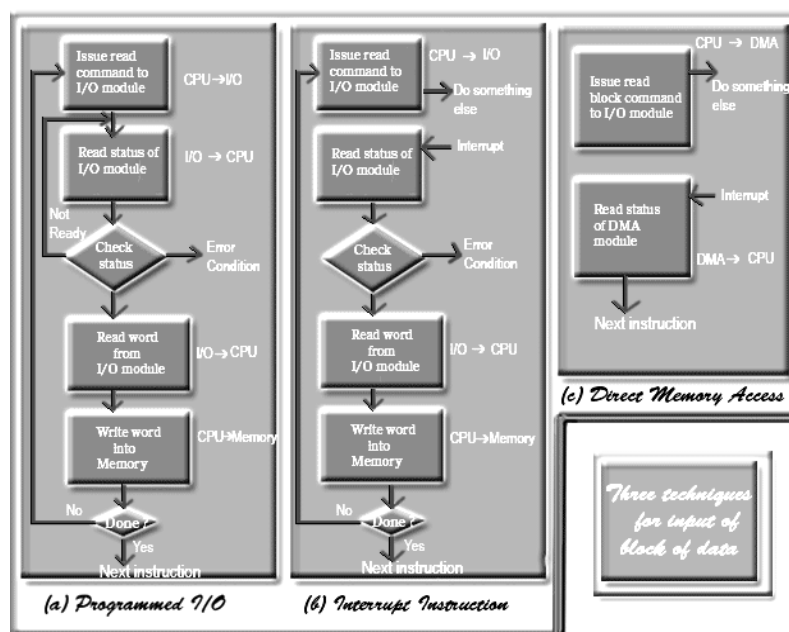 Issue read
command to
I/O module
CPU→I/O
Read status of
I/O module
I/O → CPU
Not
Ready
Check
status
Error
Condition
Read word
from
I/O module
I/O→CPU
Write word
into
Memory
CPU→Memory
No
Done ?
Yes
Next instruction
(a) Programmed I/O
Issue read
command to
I/O module
CPU → I/O
Do something
else
Read status of
I/O module
Interrupt
Check
status
Error
Condition
Read word
from
I/O module
I/O → CPU
Write word
into
Memory
CPU→Memory
No
Done ?
Yes
Next instruction
(b) Interrupt Instruction
CPU → DMA
Issue read
block command
to I/O module
Do something
else
Read status
of DMA
module
Interrupt
DMA→ CPU
Next instruction
(c) Direct Memory Access
Three techniques
for input of
block of data